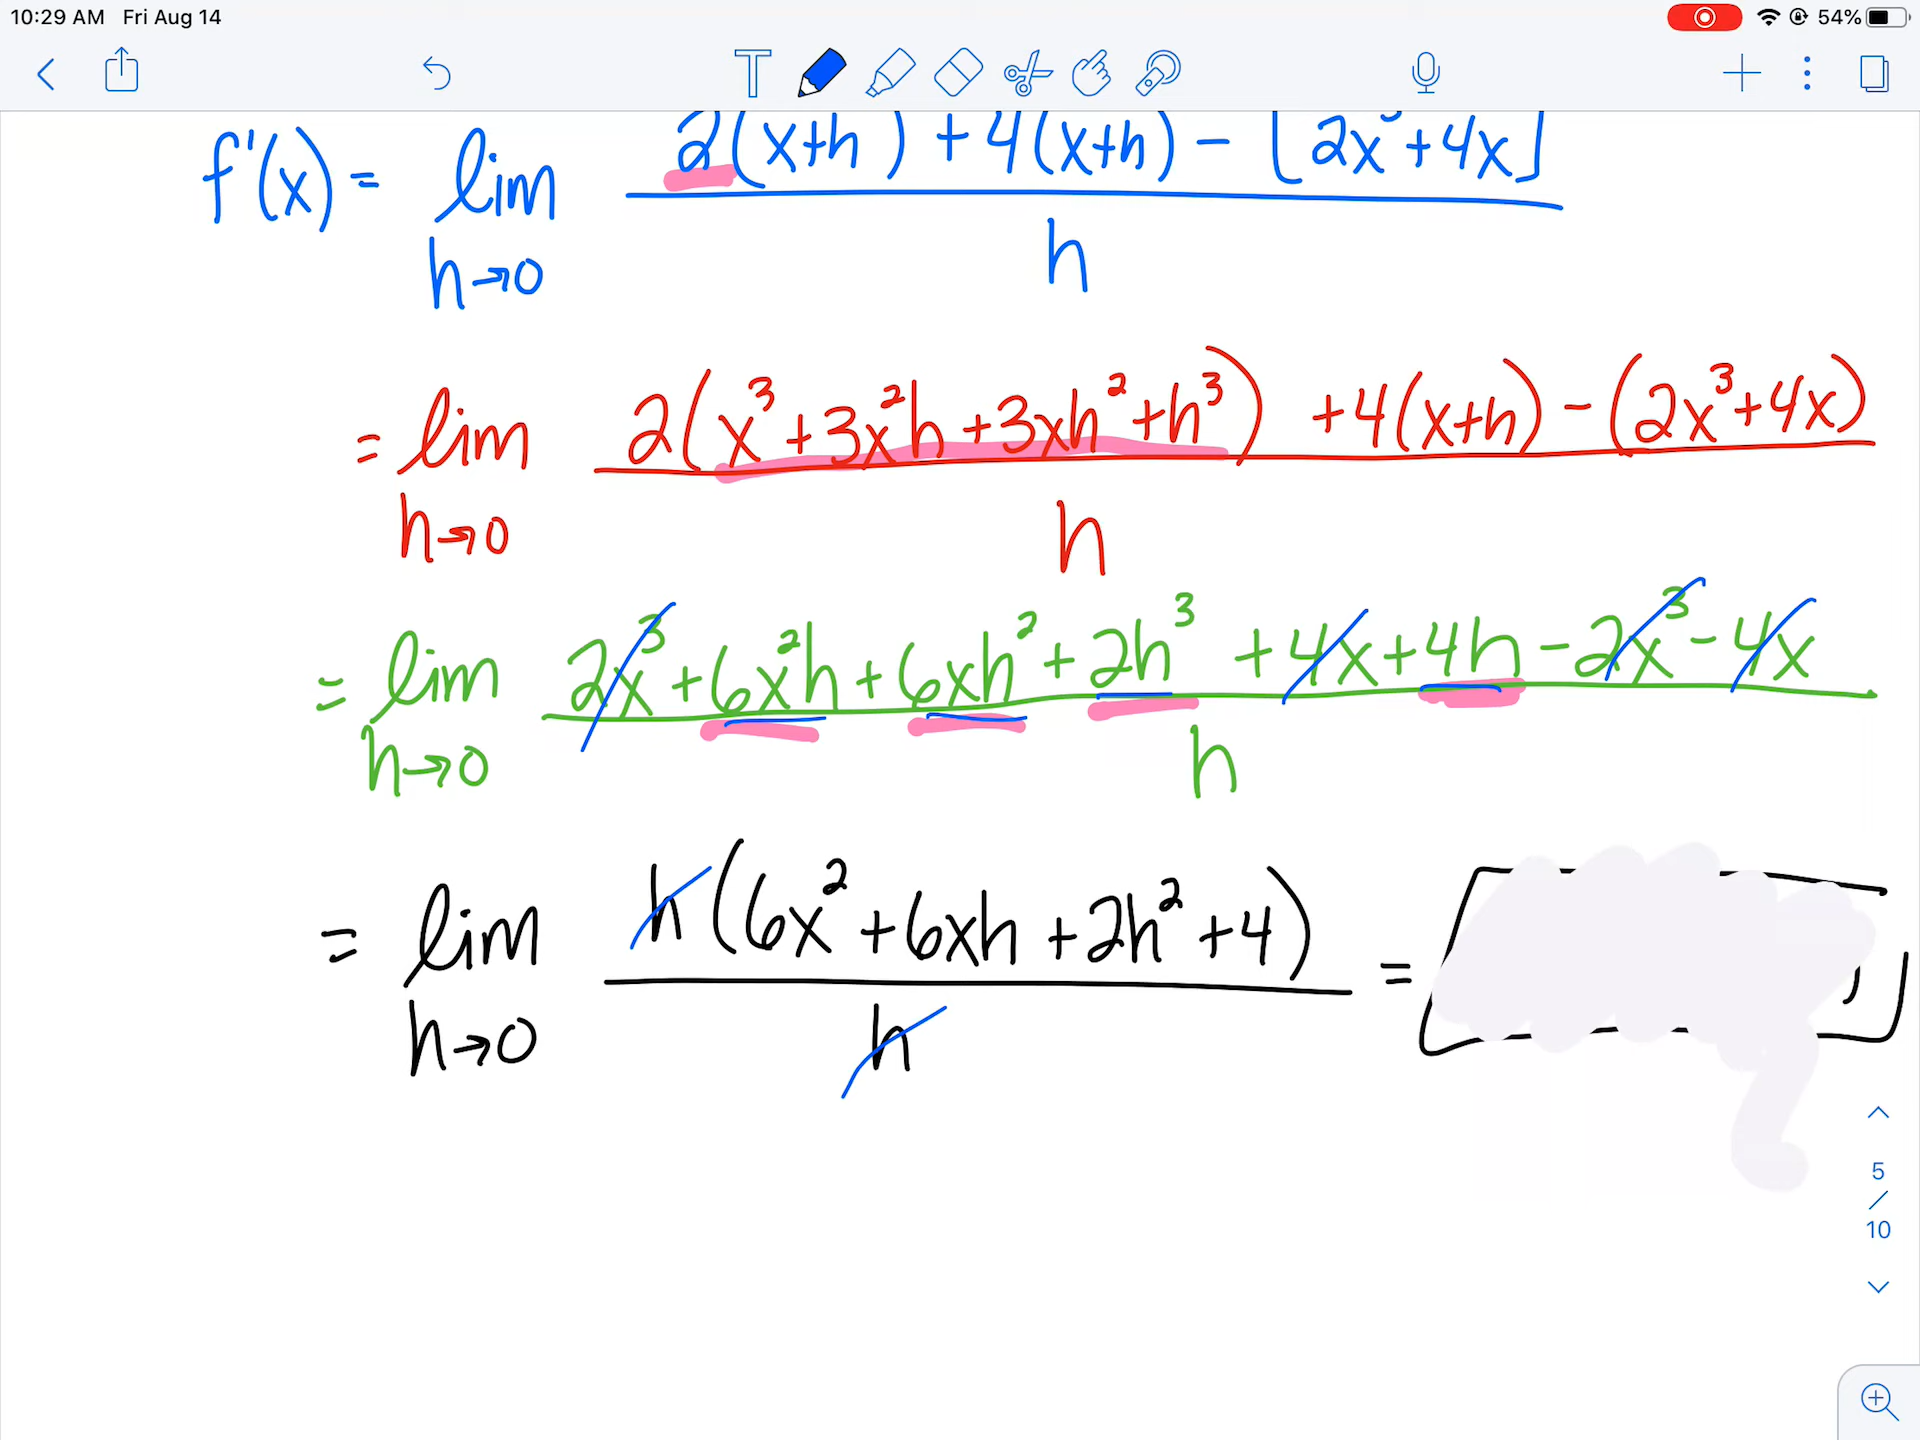 10:29 AM Fri Aug 14 54%
T
f'(x) = lim h→0 2(x+h) + 4(x+h) - [2x³+4x] / h
= lim h→0 2(x³+3x²h+3xh²+h³) +4(x+h) - (2x³+4x) / h
= lim h→0 2x³+6x²h+6xh²+2h³ +4x+4h-2x³-4x / h
= lim h→0 h(6x²+6xh+2h²+4) / h =
5
/
10